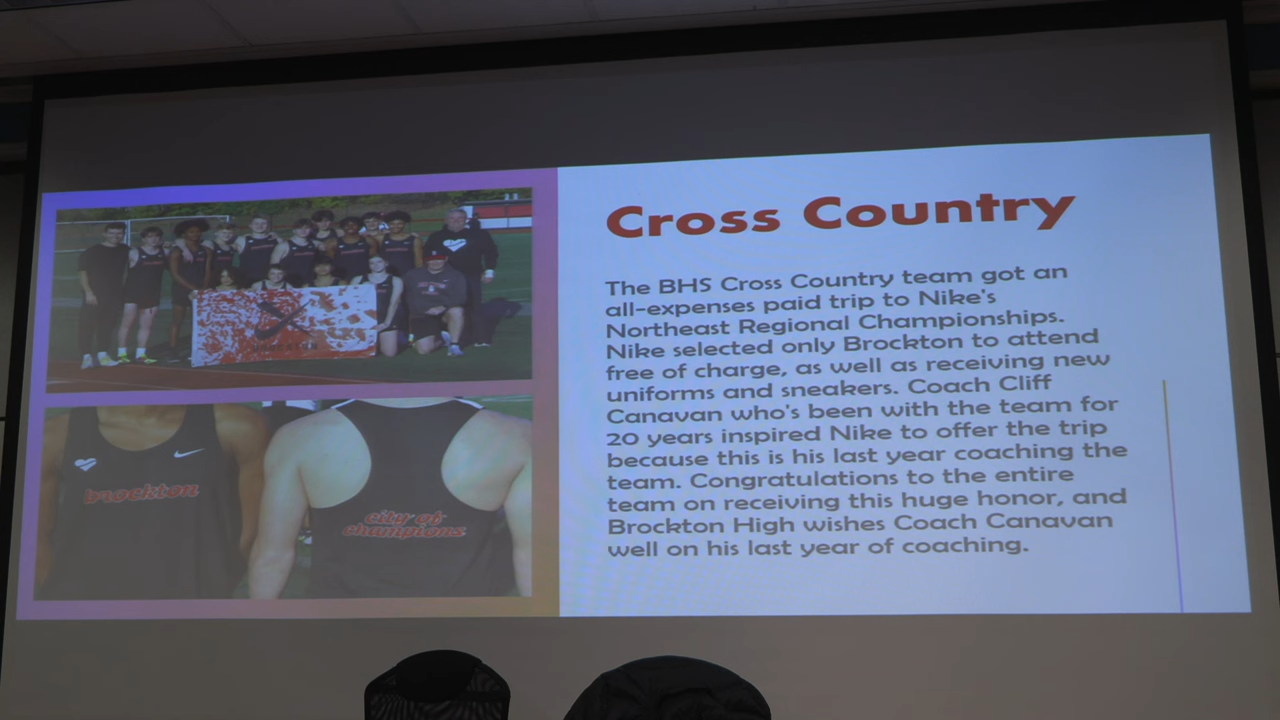 Cross Country
The BHS Cross Country team got an
all-expenses paid trip to Nike's
Northeast Regional Championships.
Nike selected only Brockton to attend
free of charge, as well as receiving new
uniforms and sneakers. Coach Cliff
Canavan who's been with the team for
20 years inspired Nike to offer the trip
because this is his last year coaching the
team. Congratulations to the entire
team on receiving this huge honor, and
Brockton High wishes Coach Canavan
well on his last year of coaching.
brockton
city of
champions